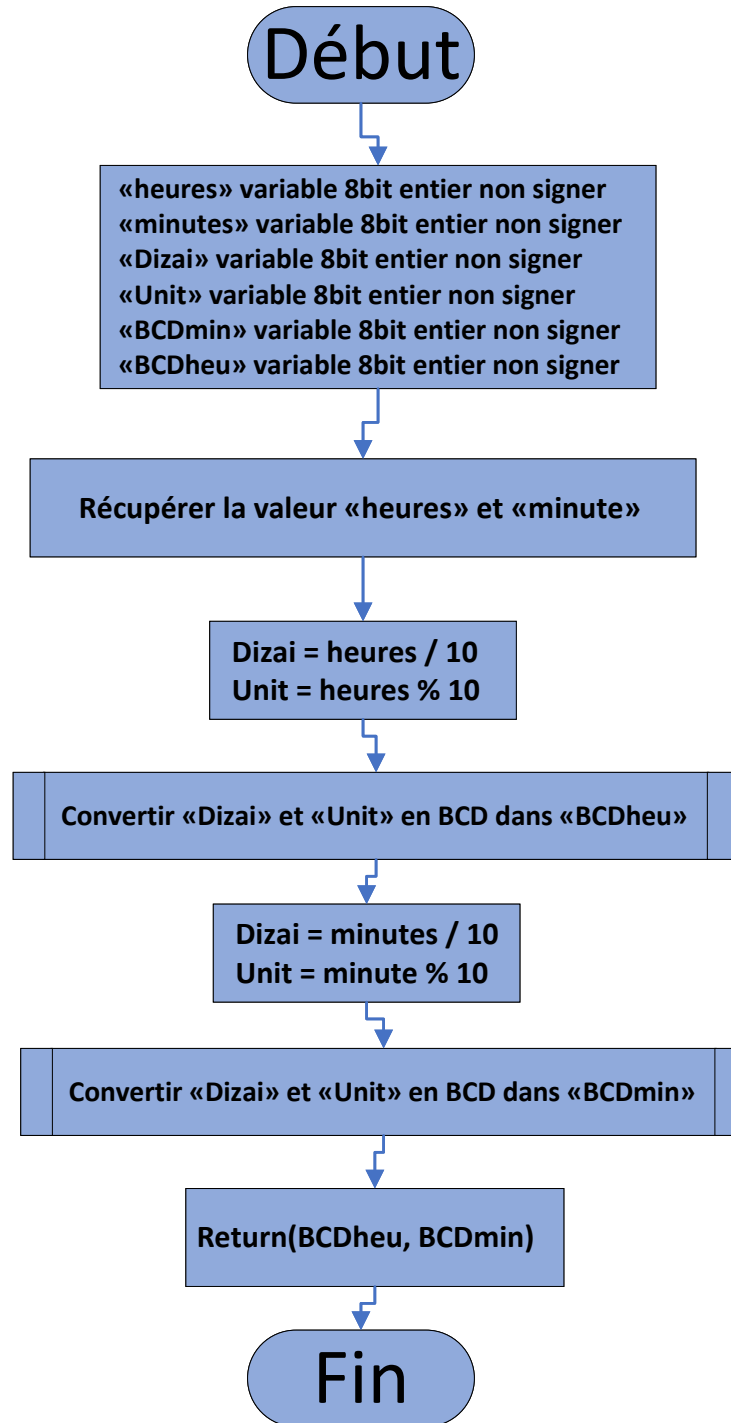 Début
«heures» variable 8bit entier non signer
«minutes» variable 8bit entier non signer
«Dizai» variable 8bit entier non signer
«Unit» variable 8bit entier non signer
«BCDmin» variable 8bit entier non signer
«BCDheu» variable 8bit entier non signer
Récupérer la valeur «heures» et «minute»
Dizai = heures / 10
Unit = heures % 10
Convertir «Dizai» et «Unit» en BCD dans «BCDheu»
Dizai = minutes / 10
Unit = minute % 10
Convertir «Dizai» et «Unit» en BCD dans «BCDmin»
Return(BCDheu, BCDmin)
Fin